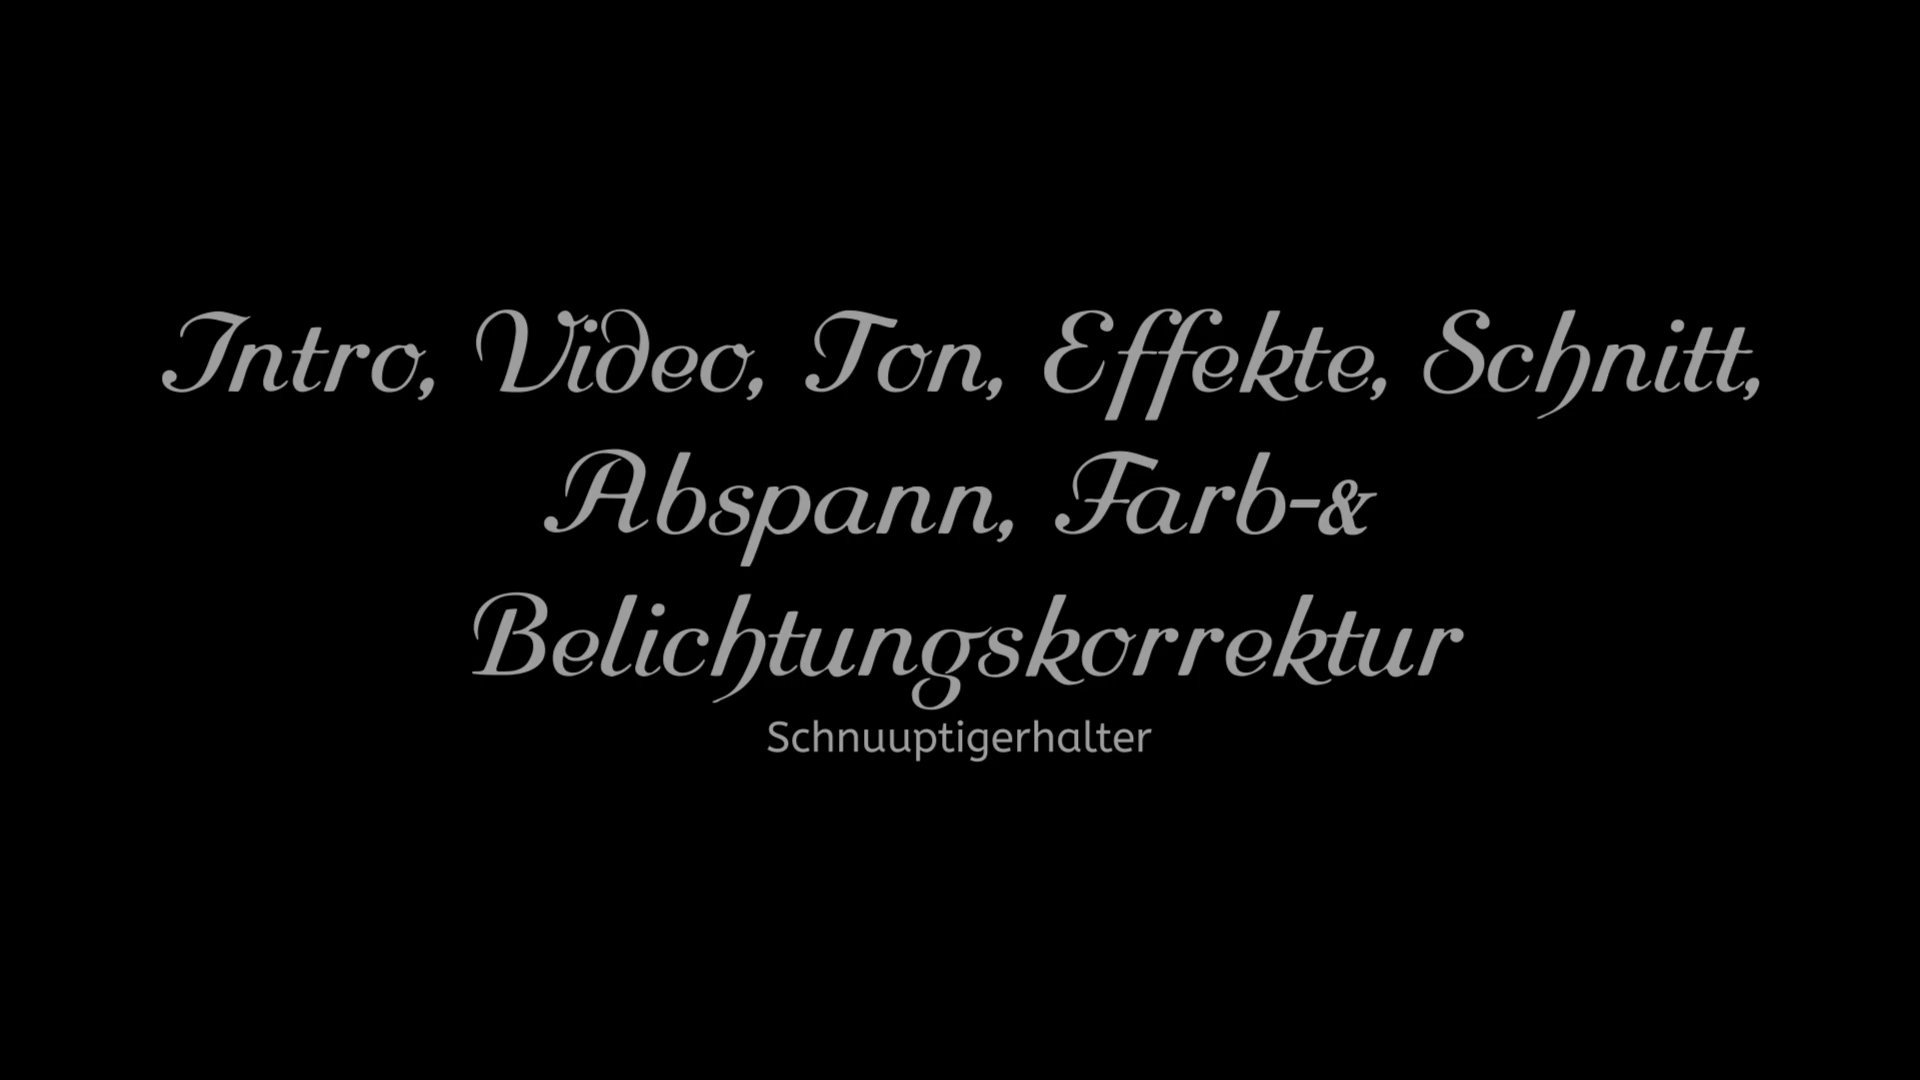 Intro, Video, Ton, Effekte, Schnitt,
Abspann, Farb-&
Belichtungskorrektur
Schnuuptigerhalter